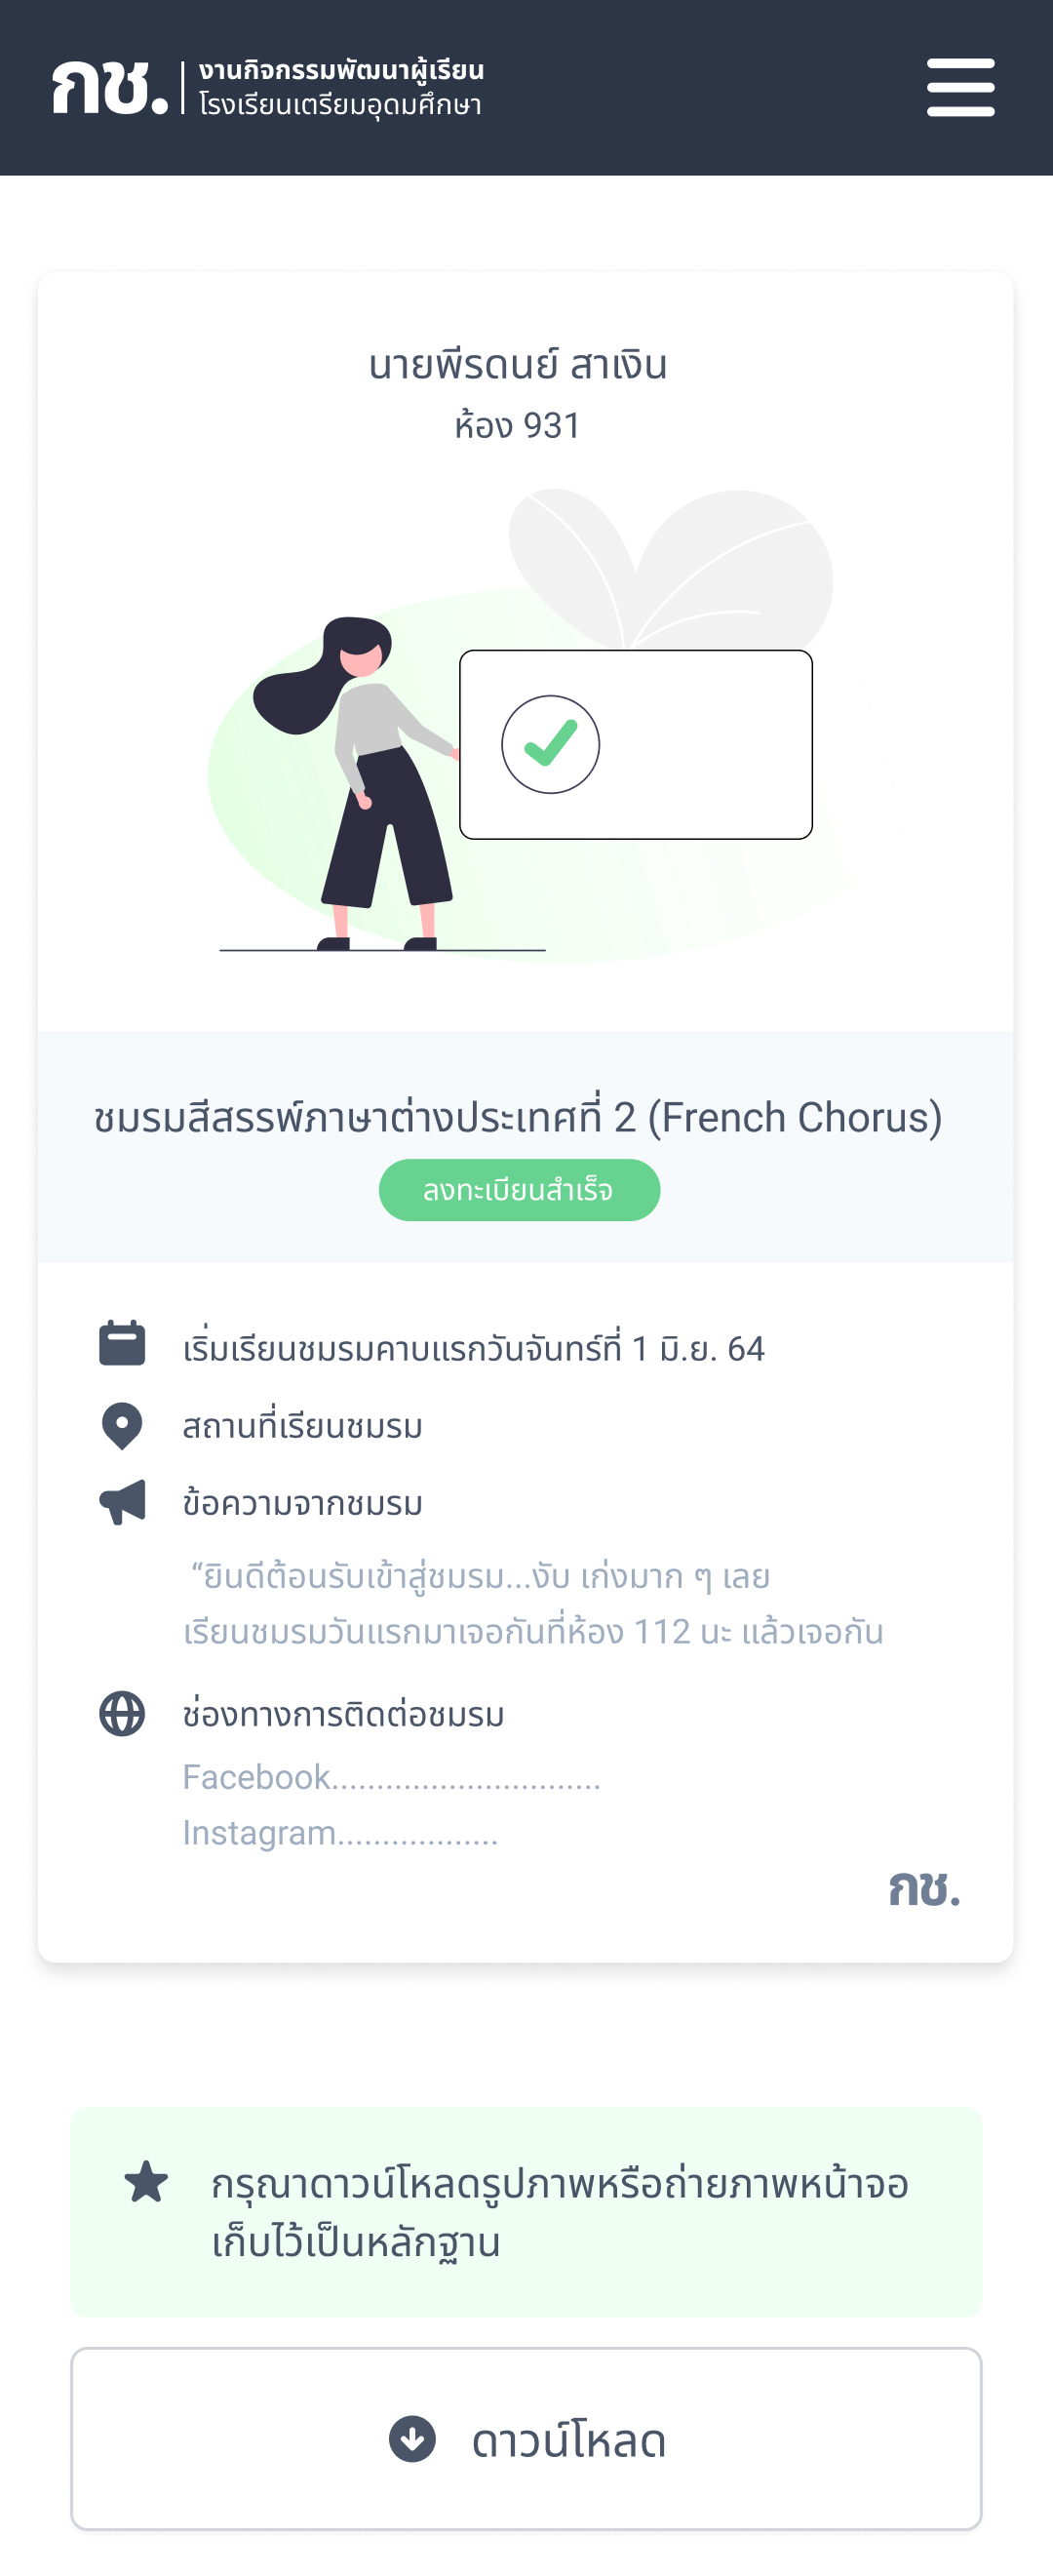 กช.
งานกิจกรรมพัฒนาผู้เรียน
โรงเรียนเตรียมอุดมศึกษา
นายพีรดนย์ สาเงิน
ห้อง 931
ชมรมสีสรรพ์ภาษาต่างประเทศที่ 2 (French Chorus)
ลงทะเบียนสำเร็จ
เริ่มเรียนชมรมคาบแรกวันจันทร์ที่ 1 มิ.ย. 64
สถานที่เรียนชมรม
ข้อความจากชมรม
“ยินดีต้อนรับเข้าสู่ชมรม...งับ เก่งมาก ๆ เลย
เรียนชมรมวันแรกมาเจอกันที่ห้อง 112 นะ แล้วเจอกัน
ช่องทางการติดต่อชมรม
Facebook..............................
Instagram..................
กช.
กรุณาดาวน์โหลดรูปภาพหรือถ่ายภาพหน้าจอ
เก็บไว้เป็นหลักฐาน
ดาวน์โหลด